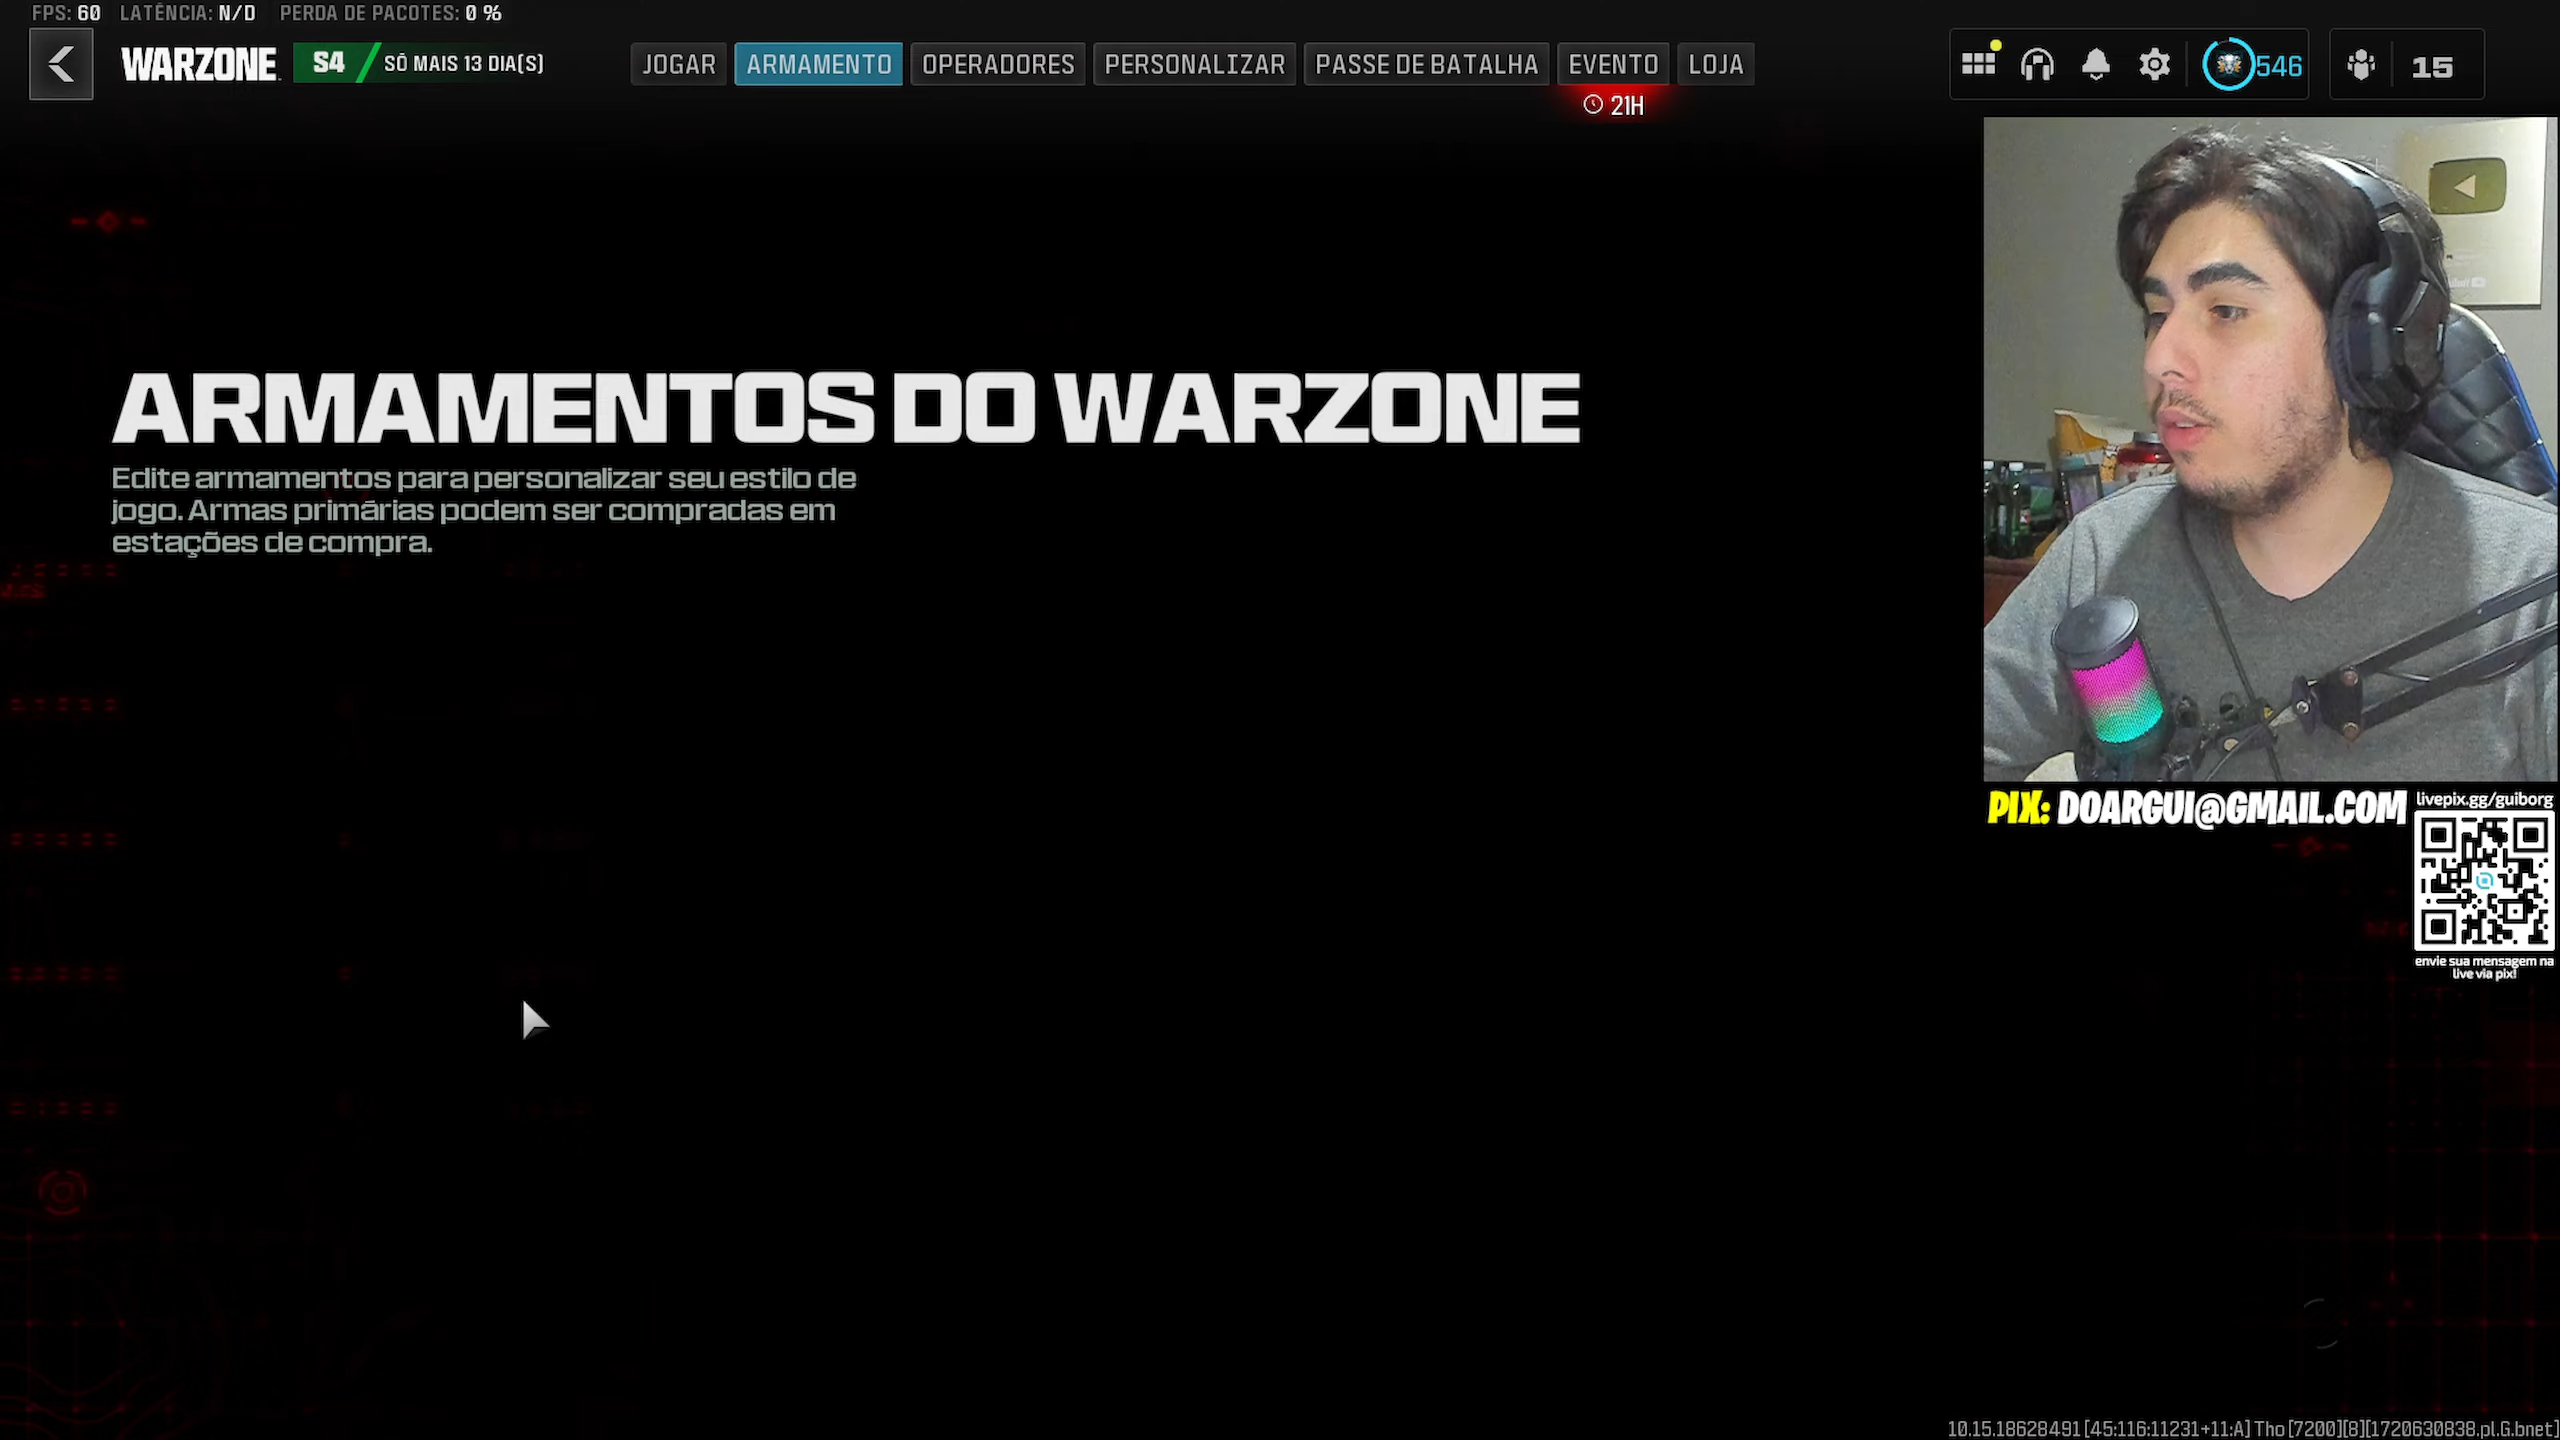 FPS: 60 LATÊNCIA: N/D PERDA DE PACOTES: 0 %
WARZONE S4 SÓ MAIS 13 DIA(S) JOGAR ARMAMENTO OPERADORES PERSONALIZAR PASSE DE BATALHA EVENTO LOJA 546 15
21H
ARMAMENTOS DO WARZONE
Edite armamentos para personalizar seu estilo de
jogo. Armas primárias podem ser compradas em
estações de compra.
PIX: DOARGUI@GMAIL.COM
livepix.gg/guiborg
envie sua mensagem na
live via pix!
10.15.18628491 [45:116:11231+11:A] Tho [7200][8][1720630838.pl.G.bnet]